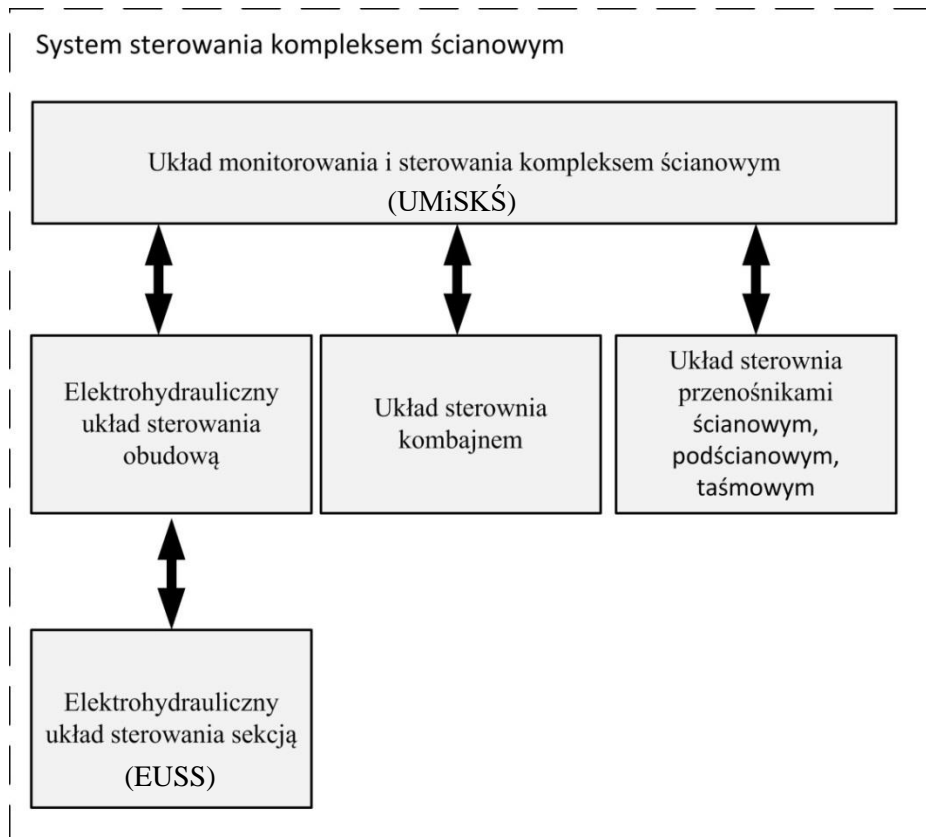 System sterowania kompleksem ścianowym
Układ monitorowania i sterowania kompleksem ścianowym
(UMiSKŚ)
Elektrohydrauliczny
układ sterowania
obudową
Układ sterownia
kombajnem
Układ sterownia
przenośnikami
ścianowym,
podścianowym,
taśmowym
Elektrohydrauliczny
układ sterowania sekcją
(EUSS)